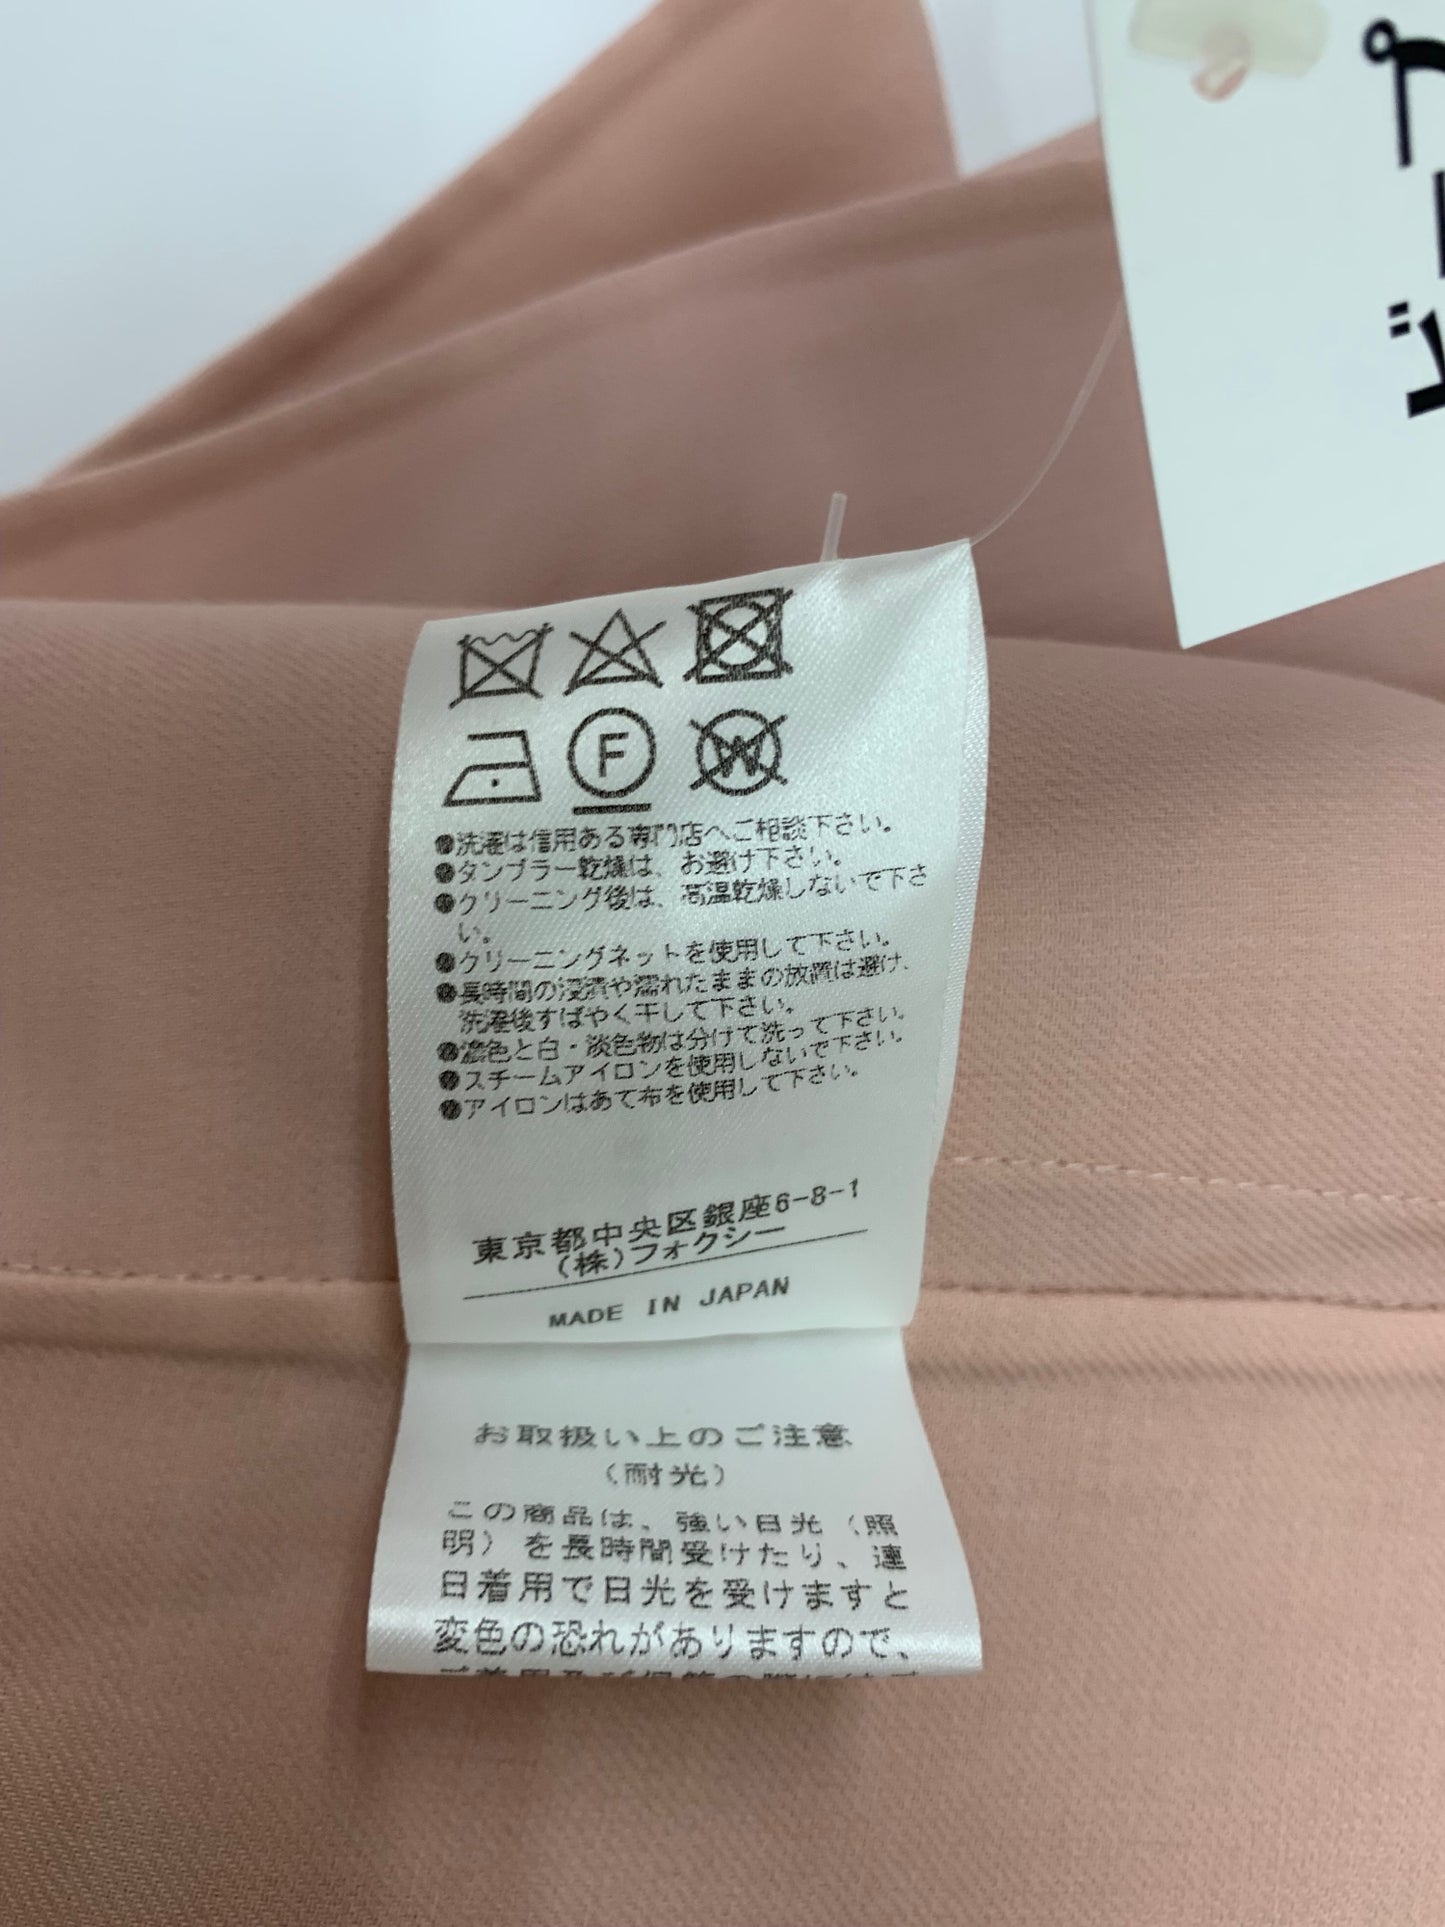 F
W
●洗濯は信用ある専門店へご相談下さい。
●タンブラー乾燥は、お避け下さい。
●クリーニング後は、高温乾燥しないで下さ
い。
●クリーニングネットを使用して下さい。
●長時間の浸漬や濡れたままの放置は避け、
洗濯後すばやく干して下さい。
●濃色と白・淡色物は分けて洗って下さい。
●スチームアイロンを使用しないで下さい。
●アイロンはあて布を使用して下さい。
東京都中央区銀座6-8-1
(株)フォクシー
MADE IN JAPAN
お取扱い上のご注意
(耐光)
この商品は、強い日光(照
明)を長時間受けたり、連
日着用で日光を受けますと
変色の恐れがありますので、